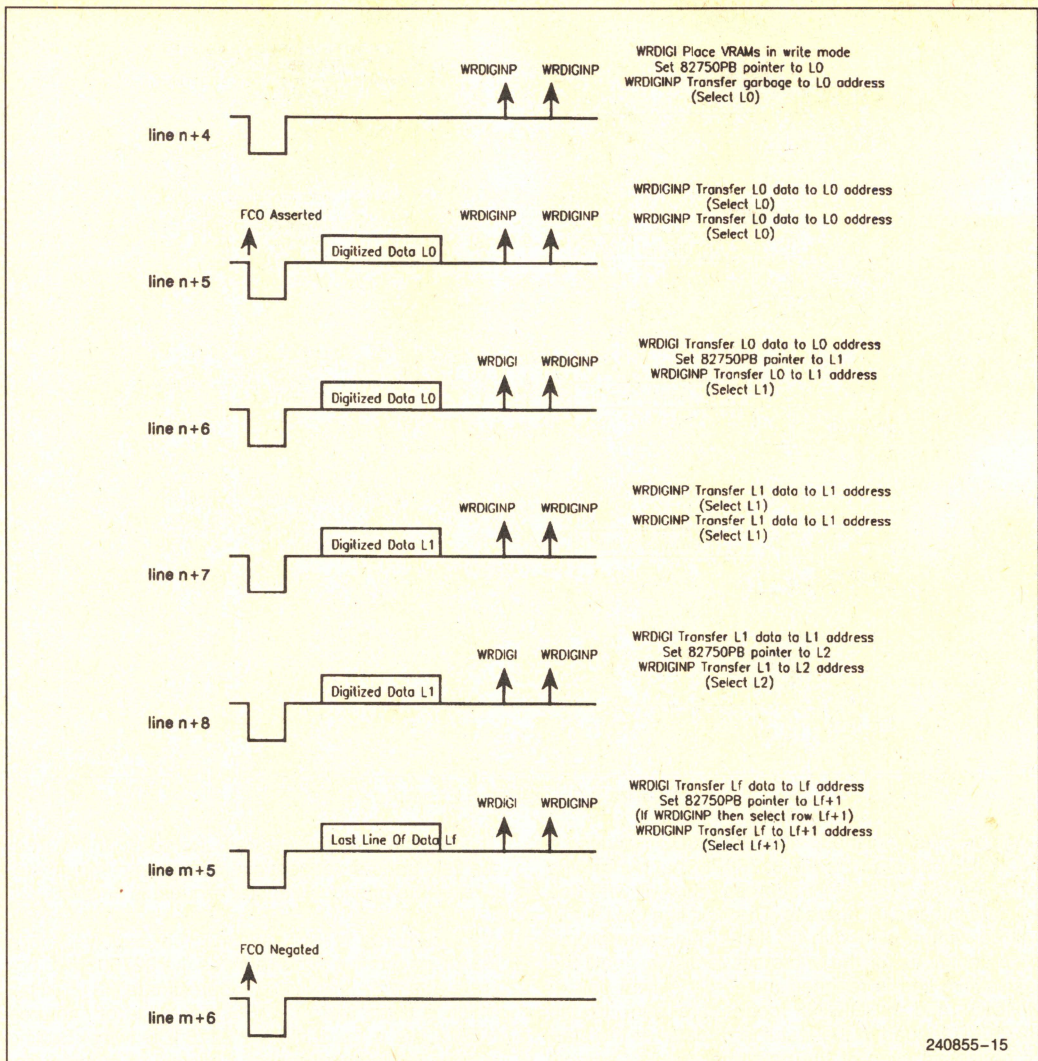 WRDIGINP WRDIGINP
WRDIGI Place VRAMs in write mode
Set 82750PB pointer to L0
WRDIGINP Transfer garbage to L0 address
(Select L0)
line n+4
FCO Asserted
WRDIGINP WRDIGINP
WRDIGINP Transfer L0 data to L0 address
(Select L0)
WRDIGINP Transfer L0 data to L0 address
(Select L0)
Digitized Data L0
line n+5
WRDIGI WRDIGINP
WRDIGI Transfer L0 data to L0 address
Set 82750PB pointer to L1
WRDIGINP Transfer L0 to L1 address
(Select L1)
Digitized Data L0
line n+6
WRDIGINP WRDIGINP
WRDIGINP Transfer L1 data to L1 address
(Select L1)
WRDIGINP Transfer L1 data to L1 address
(Select L1)
Digitized Data L1
line n+7
WRDIGI WRDIGINP
WRDIGI Transfer L1 data to L1 address
Set 82750PB pointer to L2
WRDIGINP Transfer L1 to L2 address
(Select L2)
Digitized Data L1
line n+8
WRDIGI WRDIGINP
WRDIGI Transfer Lf data to Lf address
Set 82750PB pointer to Lf+1
(If WRDIGINP then select row Lf+1)
WRDIGINP Transfer Lf to Lf+1 address
(Select Lf+1)
Last Line Of Data Lf
line m+5
FCO Negated
line m+6
240855-15